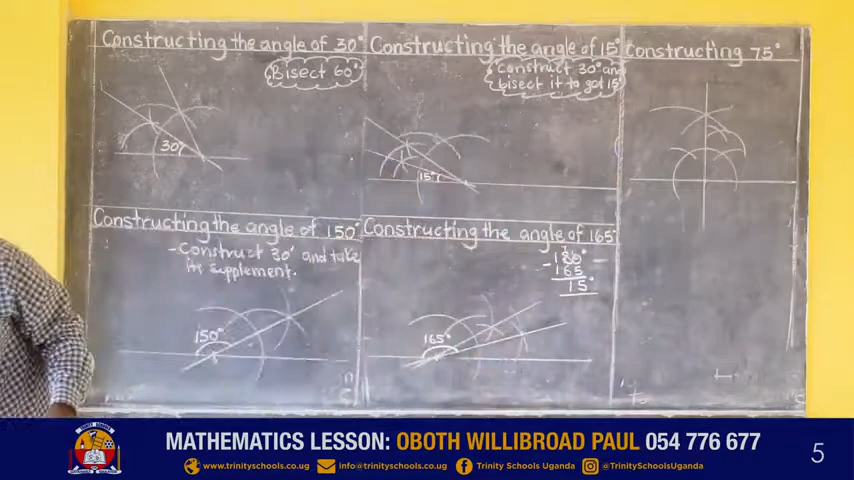 Constructing the angle of 30°
Bisect 60°
30°
Constructing the angle of 15°
Construct 30° and
bisect it to get 15°
15°
Constructing 75°
Constructing the angle of 150°
- Construct 30° and take
its supplement.
150°
Constructing the angle of 165°
180°
- 165
15°
165°
MATHEMATICS LESSON: OBOTH WILLIBROAD PAUL 054 776 677
www.trinityschools.co.ug info@trinityschools.co.ug Trinity Schools Uganda @TrinitySchoolsUganda
5